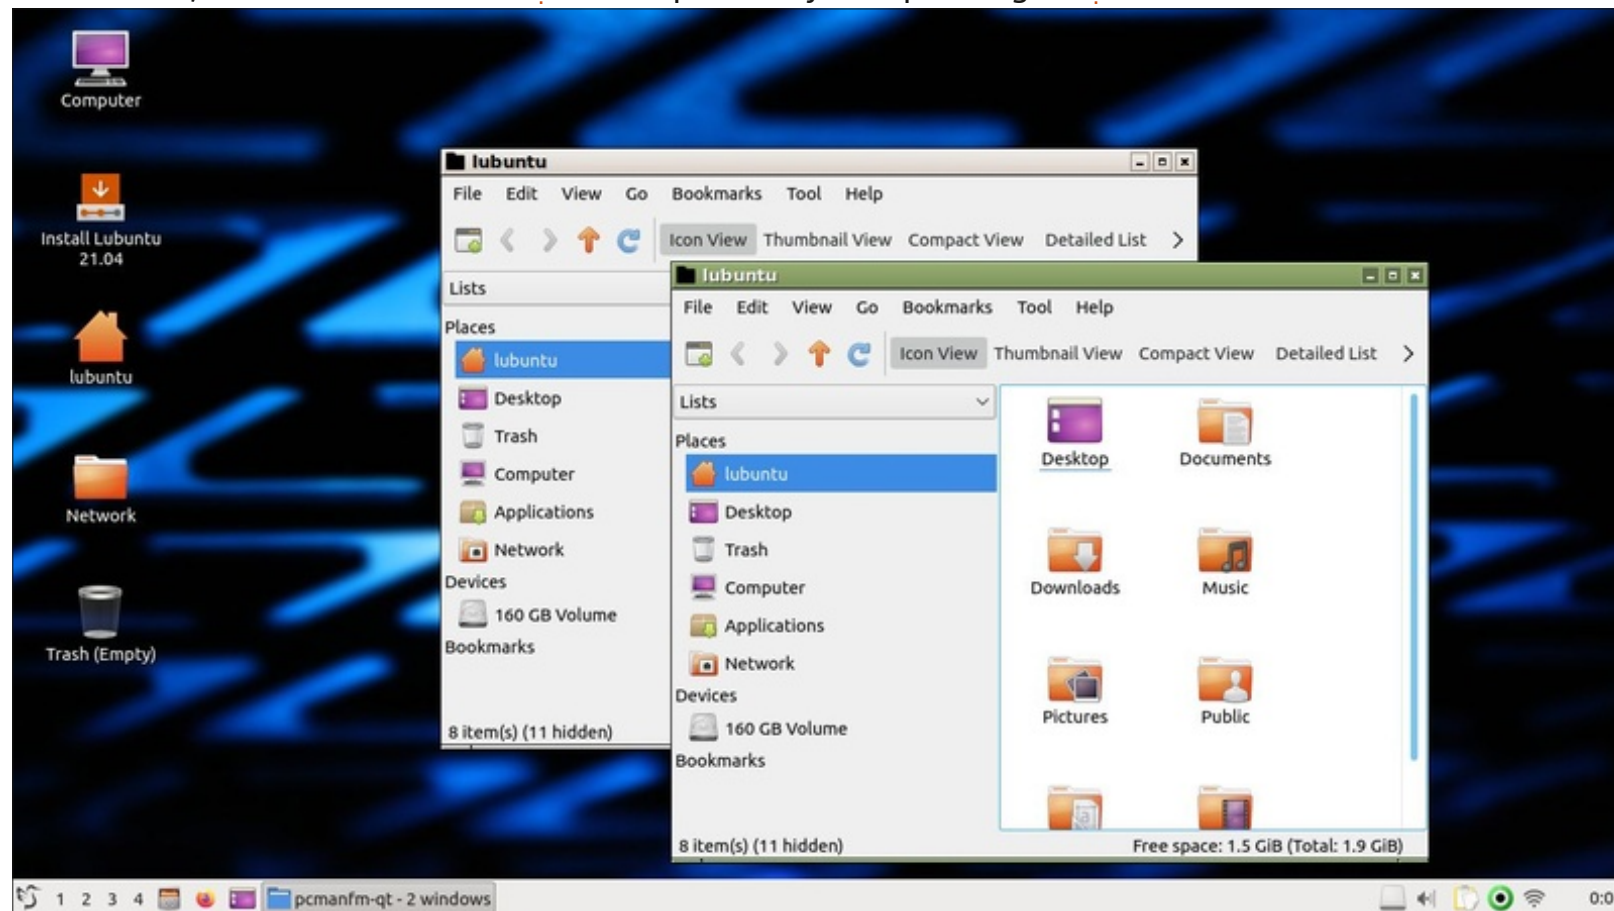 Computer
Install Lubuntu
21.04
lubuntu
Network
Trash (Empty)
lubuntu
File Edit View Go Bookmarks Tool Help
Icon View Thumbnail View Compact View Detailed List
Lists
Places
lubuntu
Desktop
Trash
Computer
Applications
Network
Devices
160 GB Volume
Bookmarks
8 item(s) (11 hidden)
lubuntu
File Edit View Go Bookmarks Tool Help
Icon View Thumbnail View Compact View Detailed List
Lists
Places
lubuntu
Desktop
Trash
Computer
Applications
Network
Devices
160 GB Volume
Bookmarks
Desktop Documents
Downloads Music
Pictures Public
8 item(s) (11 hidden) Free space: 1.5 GiB (Total: 1.9 GiB)
1 2 3 4 pcmanfm-qt - 2 windows